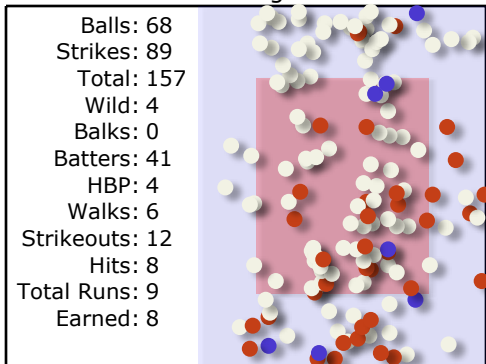 Balls: 68
Strikes: 89
Total: 157
Wild: 4
Balks: 0
Batters: 41
HBP: 4
Walks: 6
Strikeouts: 12
Hits: 8
Total Runs: 9
Earned: 8